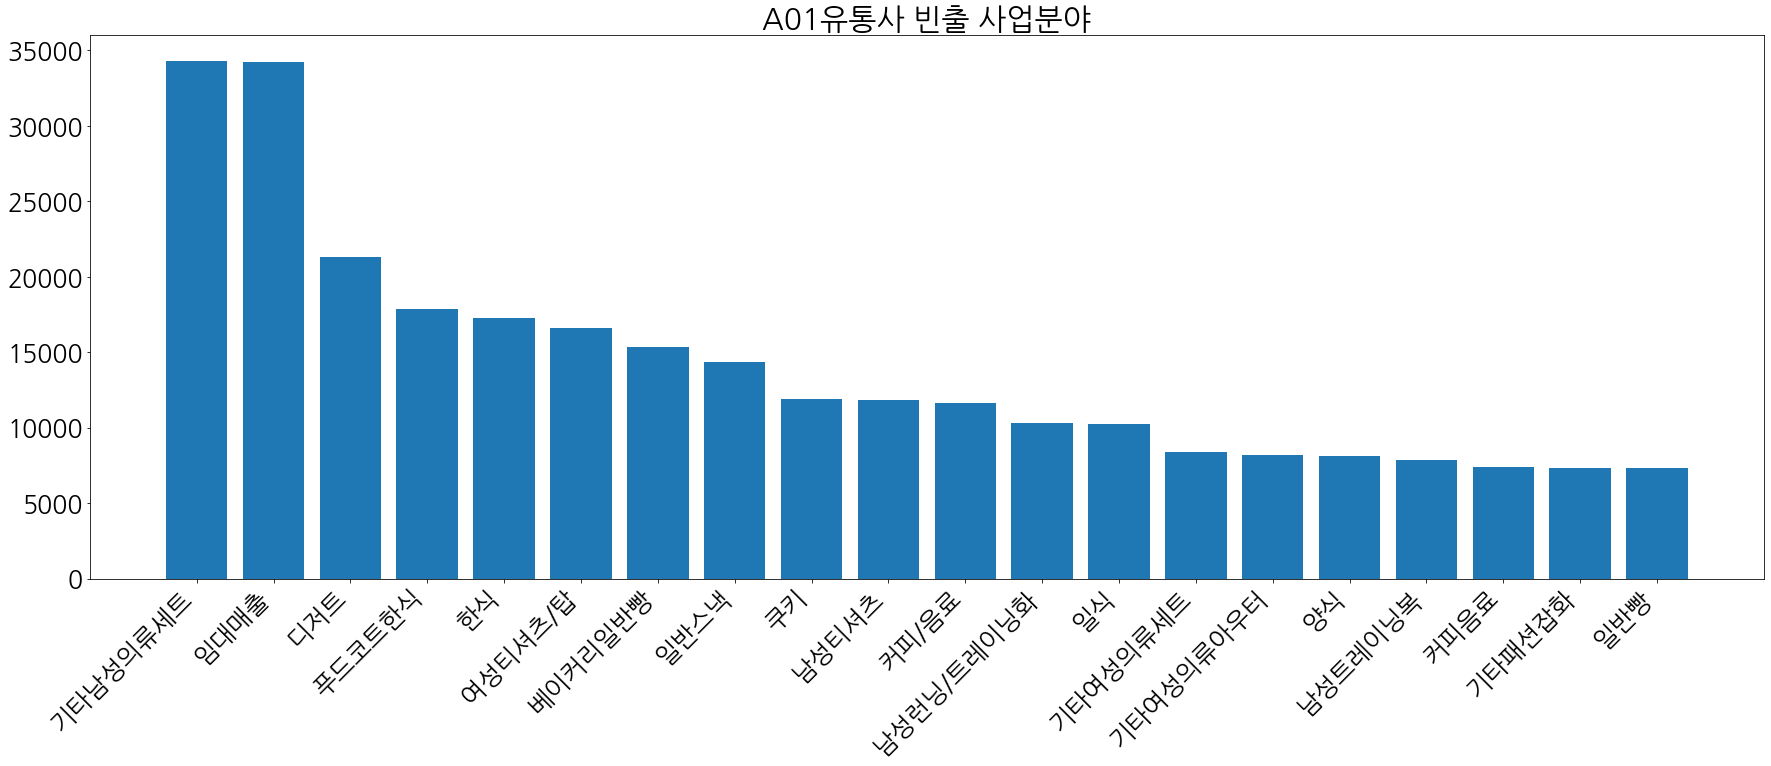 A01유통사 빈출 사업분야
35000
30000
25000
20000
15000
10000
5000
0
기타남성의류세트
임대매출
디저트
푸드코트한식
한식
여성티셔츠/탑
베이커리일반빵
일반스낵
쿠키
남성티셔츠
커피/음료
남성런닝/트레이닝화
일식
기타여성의류세트
기타여성의류아우터
양식
남성트레이닝복
커피음료
기타패션잡화
일반빵